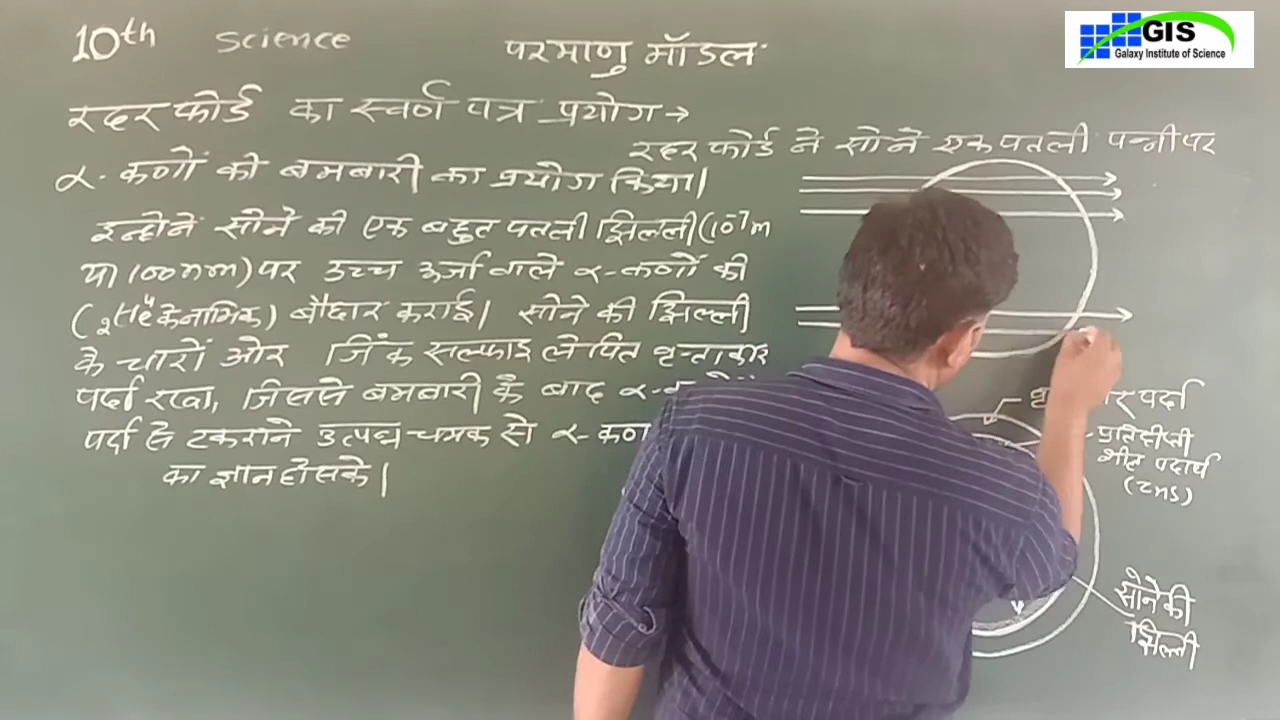 10th Science
परमाणु मॉडल
GIS
Galaxy Institute of Science
रदरफोर्ड का स्वर्ण पत्र प्रयोग →
रदरफोर्ड ने सोने एक पतली पन्नी पर
α- कणों की बमबारी का प्रयोग किया।
इन्होने सोने की एक बहुत पतली झिल्ली (10⁻⁷m
या 100nm) पर उच्च ऊर्जा वाले α-कणों की
(₂He⁴ के नाभिक) बौछार कराई। सोने की झिल्ली
के चारों ओर जिंक सल्फाइड लेपित वृत्ताकार
पर्दा रखा, जिससे बमबारी के बाद α-
पर्दा से टकराने उत्पन्न चमक से α-कण
का ज्ञान हो सके।
पर्दा
प्रतिदीप्ती
शील पदार्थ
(ZnS)
सोने की
झिल्ली